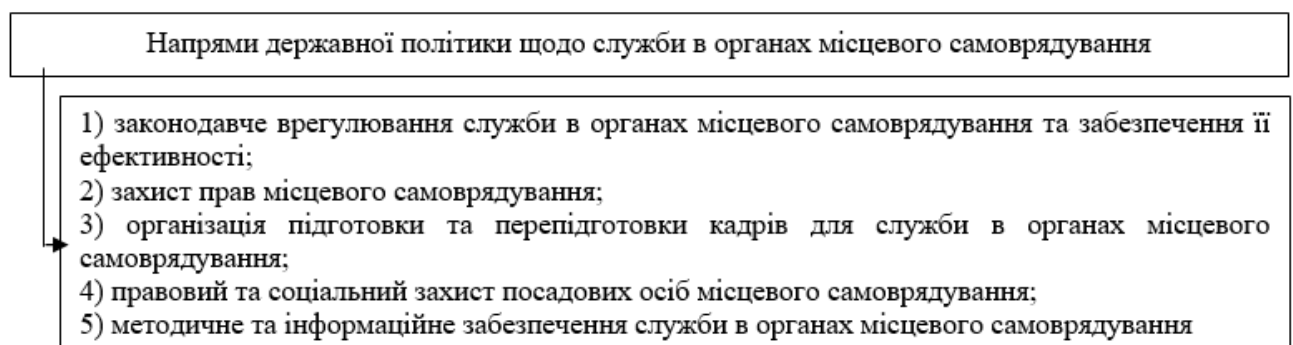 Напрями державної політики щодо служби в органах місцевого самоврядування
1) законодавче врегулювання служби в органах місцевого самоврядування та забезпечення її
ефективності;
2) захист прав місцевого самоврядування;
3) організація підготовки та перепідготовки кадрів для служби в органах місцевого
самоврядування;
4) правовий та соціальний захист посадових осіб місцевого самоврядування;
5) методичне та інформаційне забезпечення служби в органах місцевого самоврядування